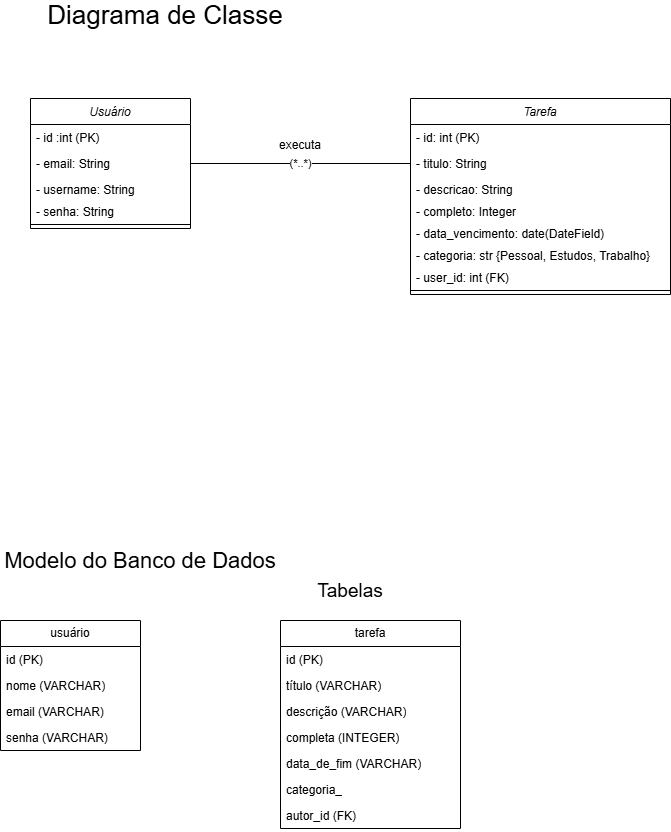 Diagrama de Classe
Usuário
- id :int (PK)
- email: String
- username: String
- senha: String
executa
(*..*)
Tarefa
- id: int (PK)
- titulo: String
- descricao: String
- completo: Integer
- data_vencimento: date(DateField)
- categoria: str {Pessoal, Estudos, Trabalho}
- user_id: int (FK)
Modelo do Banco de Dados
Tabelas
usuário
id (PK)
nome (VARCHAR)
email (VARCHAR)
senha (VARCHAR)
tarefa
id (PK)
título (VARCHAR)
descrição (VARCHAR)
completa (INTEGER)
data_de_fim (VARCHAR)
categoria_
autor_id (FK)